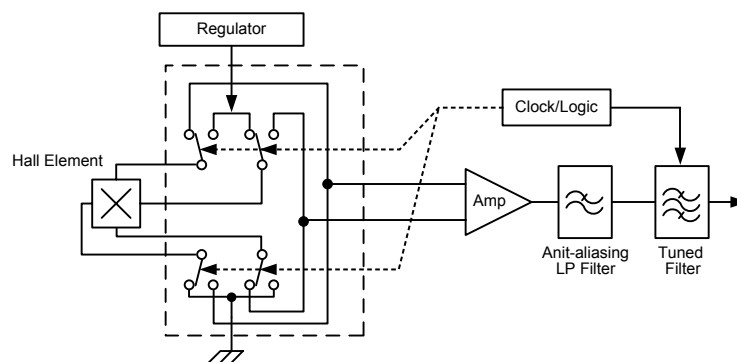 Regulator
Clock/Logic
Hall Element
Amp
Anit-aliasing
LP Filter
Tuned
Filter